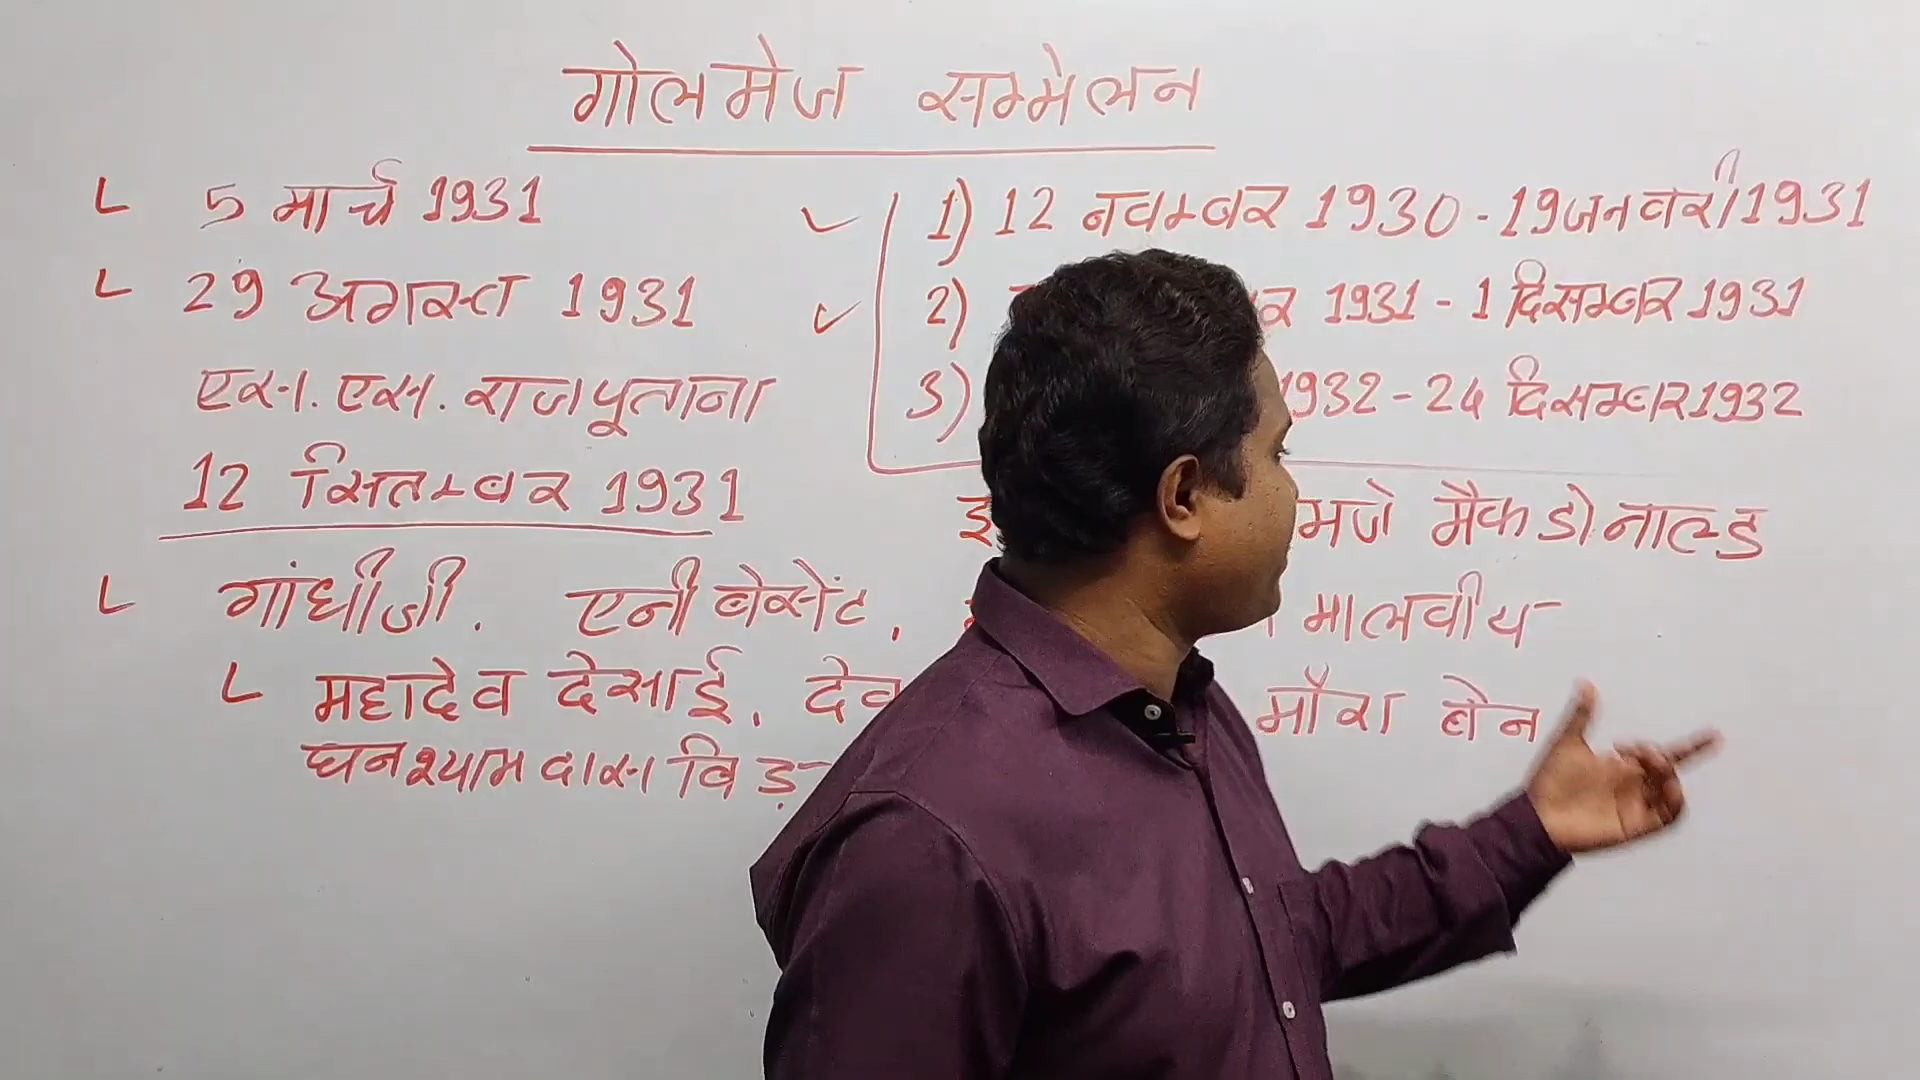 गोलमेज सम्मेलन
5 मार्च 1931
29 अगस्त 1931
एस. एस. राजपूताना
12 सितम्बर 1931
1) 12 नवम्बर 1930 - 19 जनवरी 1931
2) 1931 - 1 दिसम्बर 1931
3) 1932 - 24 दिसम्बर 1932
मजे मैकडोनाल्ड
गांधीजी. एनी बेसेंट, मालवीय
महादेव देसाई, देव मीरा बेन
घनश्याम दास